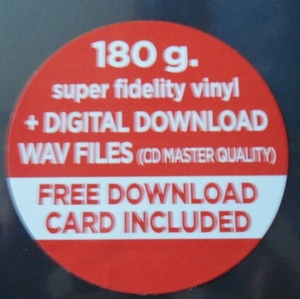 180 g.
super fidelity vinyl
+ DIGITAL DOWNLOAD
WAV FILES (CD MASTER QUALITY)
FREE DOWNLOAD
CARD INCLUDED